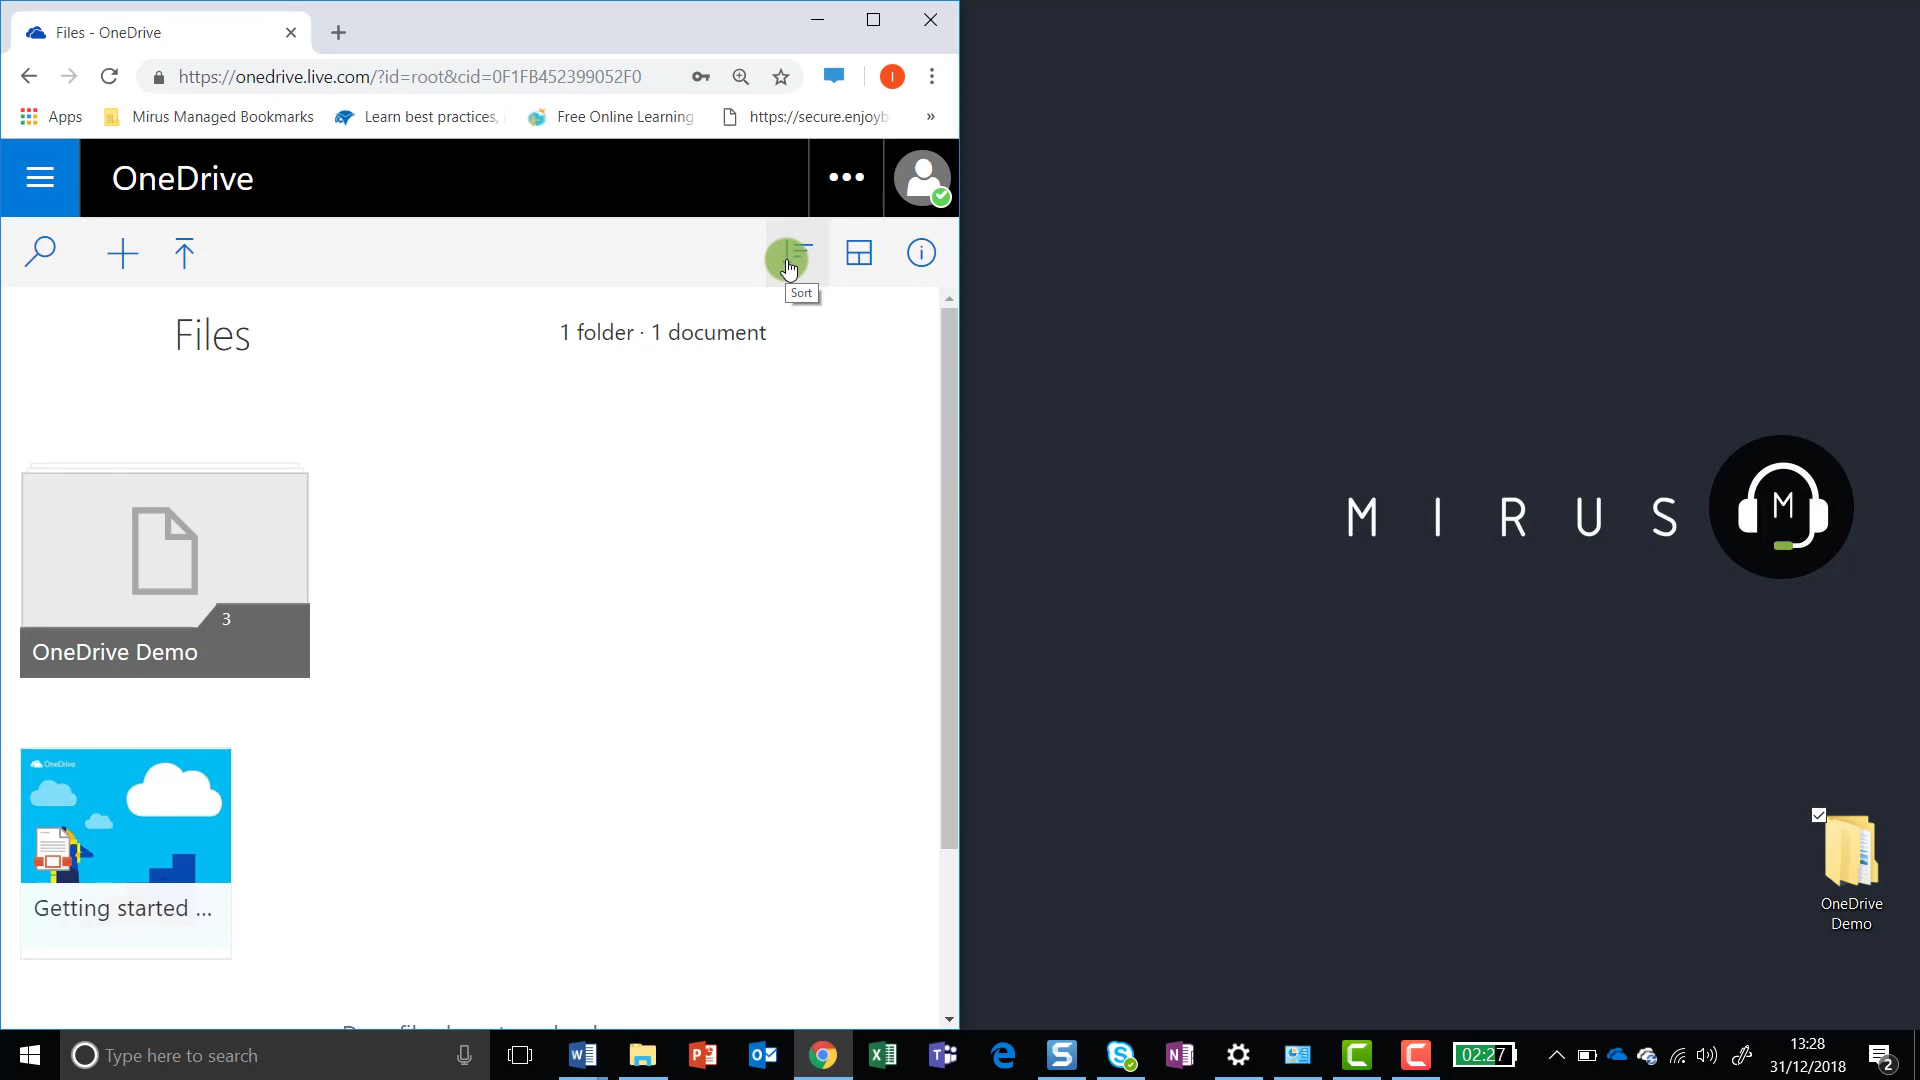 Files - OneDrive
https://onedrive.live.com/?id=root&cid=0F1FB452399052F0
Apps
Mirus Managed Bookmarks
Learn best practices,
Free Online Learning
https://secure.enjoyb
»
OneDrive
Sort
Files
1 folder · 1 document
3
OneDrive Demo
OneDrive
Getting started ...
MIRUS
M
OneDrive
Demo
Type here to search
02:27
13:28
31/12/2018
2